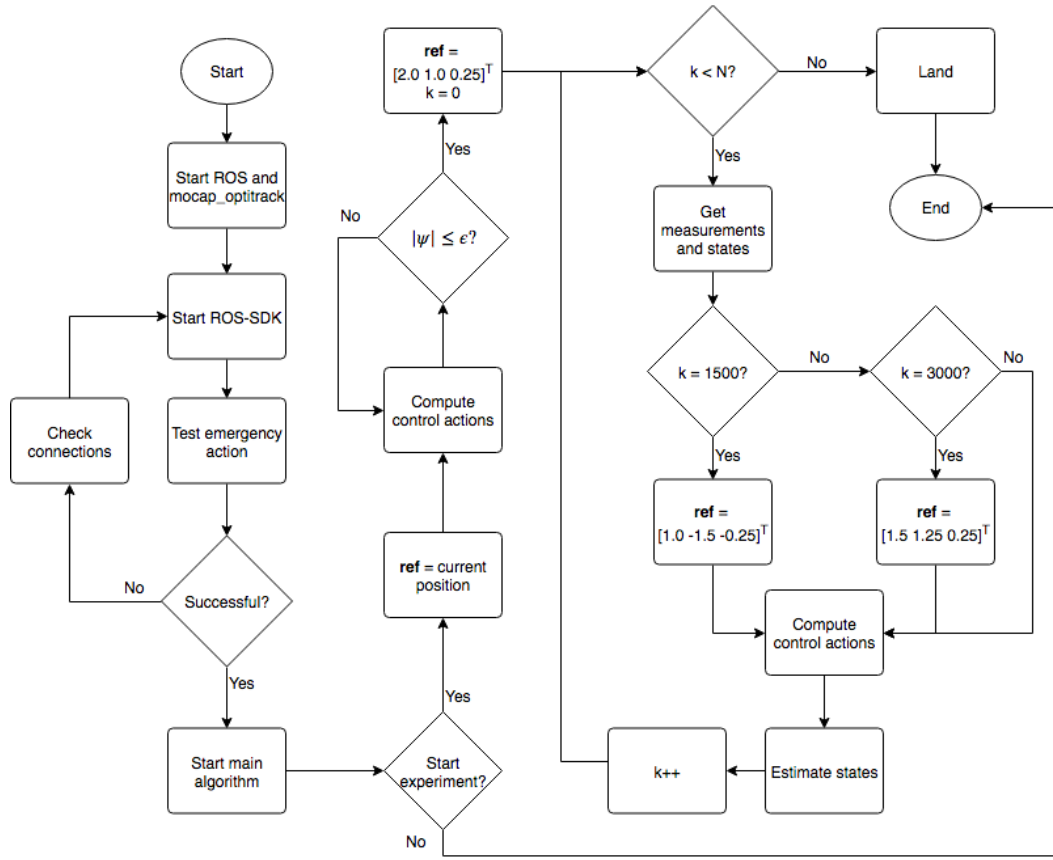 Start
Start ROS and
mocap_optitrack
Start ROS-SDK
Check
connections
Test emergency
action
No
Successful?
Yes
Start main
algorithm
ref =
[2.0 1.0 0.25]ᵀ
k = 0
Yes
No
|ψ| ≤ ϵ?
Compute
control actions
ref = current
position
Yes
Start
experiment?
No
k < N?
No
Land
Yes
End
Get
measurements
and states
k = 1500?
No
k = 3000?
No
Yes
Yes
ref =
[1.0 -1.5 -0.25]ᵀ
ref =
[1.5 1.25 0.25]ᵀ
Compute
control actions
k++
Estimate states